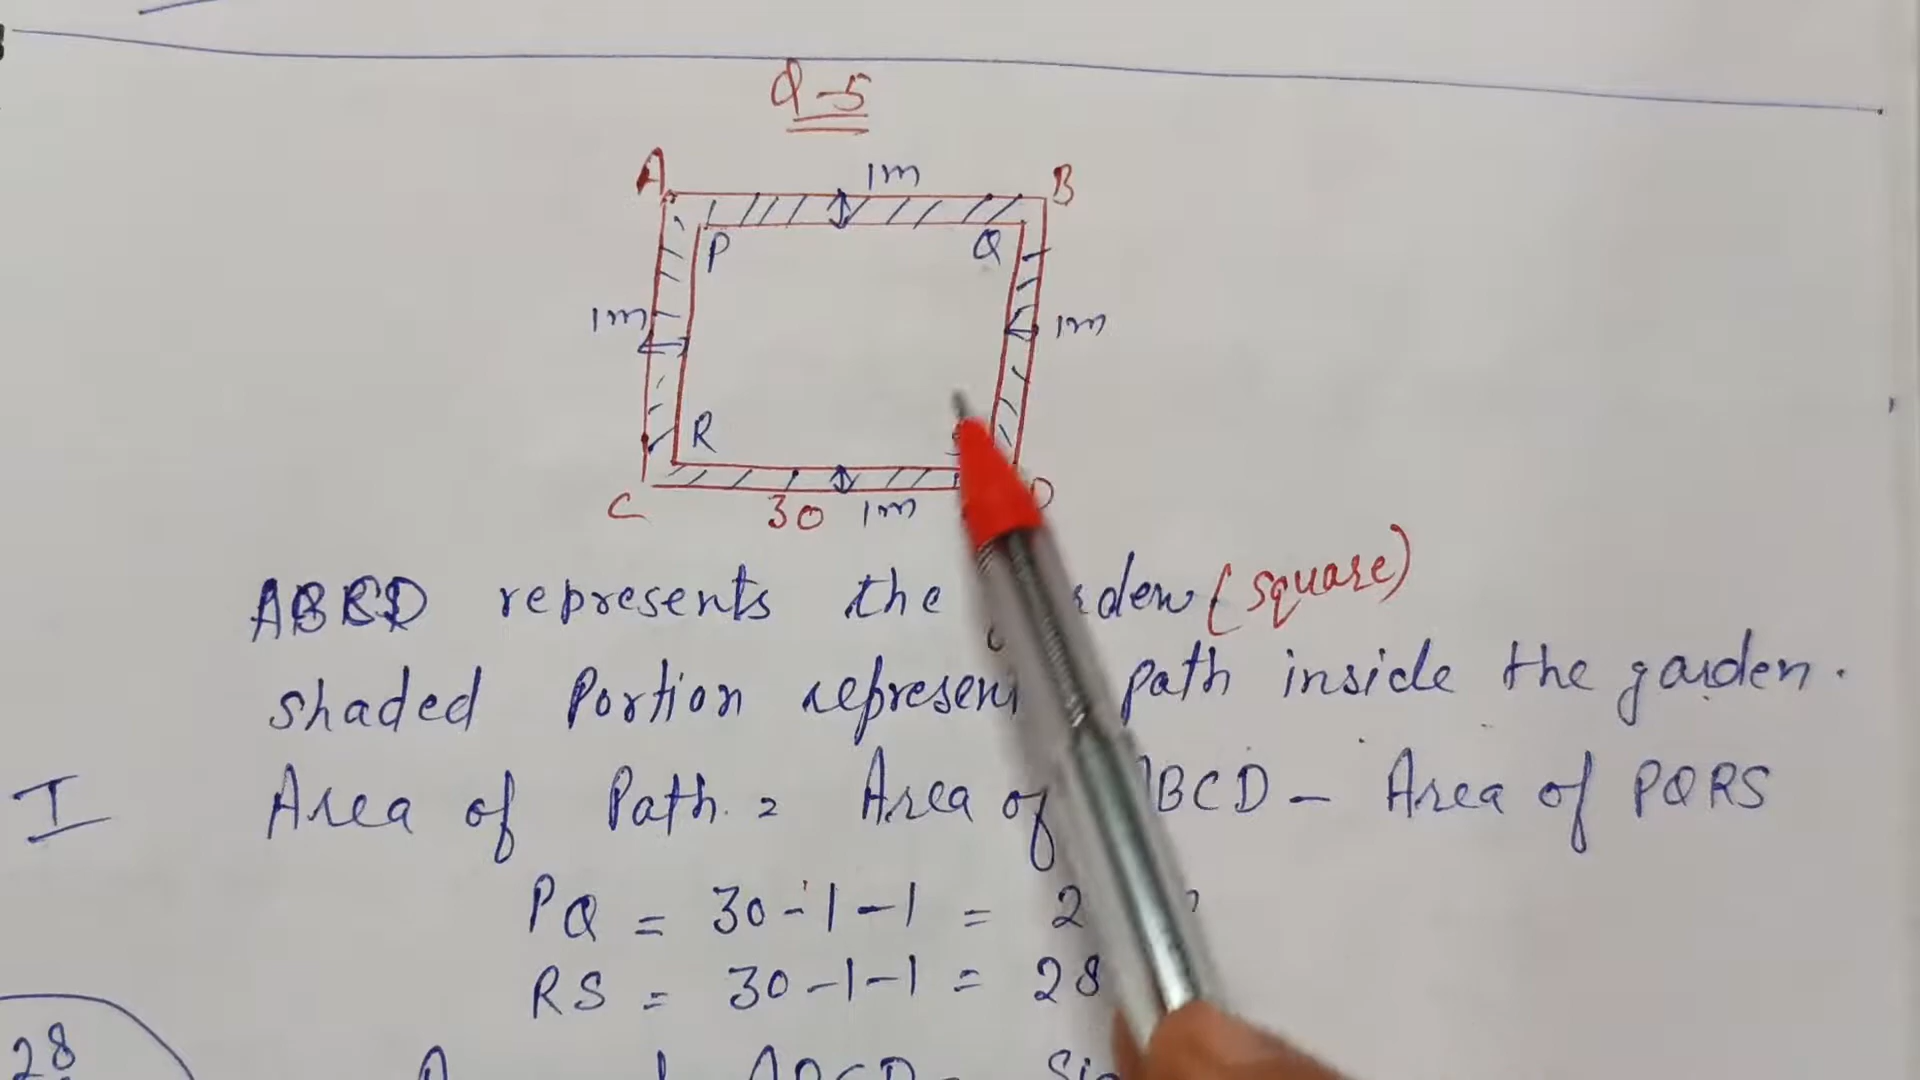 Q-5
A 1m B
P Q
1m 1m
R
C 30 1m D
ABCD represents the (square)
shaded Portion path inside the garden.
I Area of Path = Area of BCD - Area of PQRS
PQ = 30-1-1 = 2
RS = 30-1-1 = 28
28